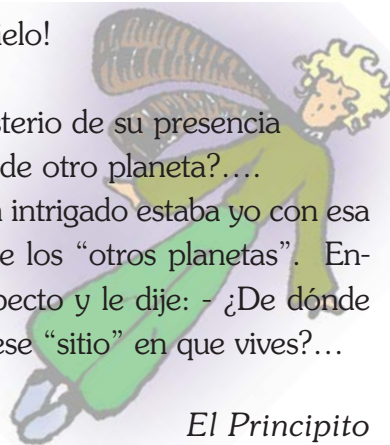 ielo!
sterio de su presencia
de otro planeta?....
n intrigado estaba yo con esa
e los “otros planetas”. En-
pecto y le dije: - ¿De dónde
ese “sitio” en que vives?...
El Principito